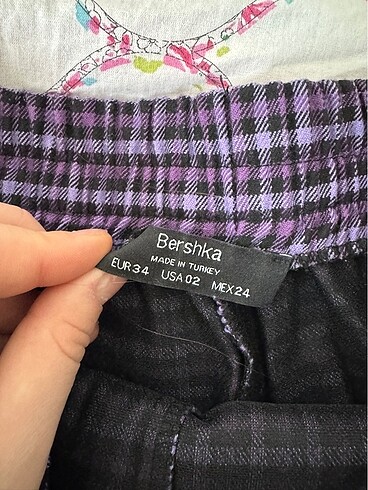 Bershka
MADE IN TURKEY
EUR 34 USA 02 MEX 24